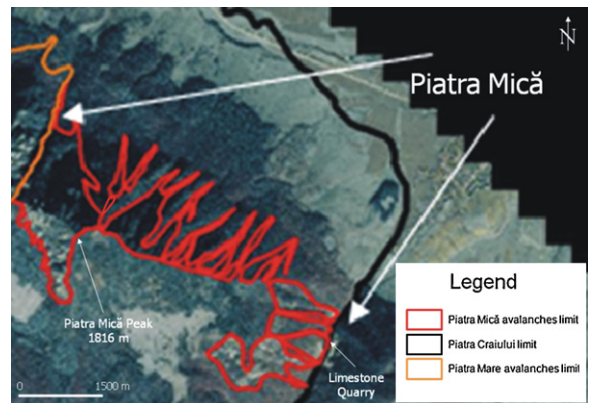 N
Piatra Mică
Piatra Mică Peak
1816 m
Limestone
Quarry
0
1500 m
Legend
Piatra Mică avalanches limit
Piatra Craiului limit
Piatra Mare avalanches limit